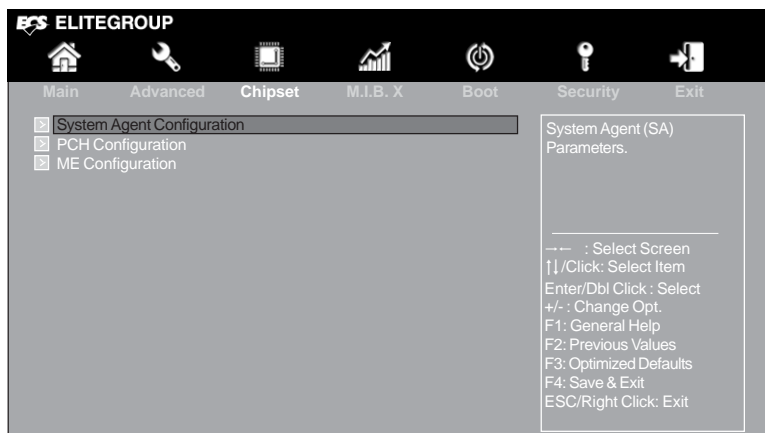 ECS ELITEGROUP
Main Advanced Chipset M.I.B. X Boot Security Exit
> System Agent Configuration
> PCH Configuration
> ME Configuration
System Agent (SA)
Parameters.
→← : Select Screen
↑↓/Click: Select Item
Enter/Dbl Click : Select
+/- : Change Opt.
F1: General Help
F2: Previous Values
F3: Optimized Defaults
F4: Save & Exit
ESC/Right Click: Exit